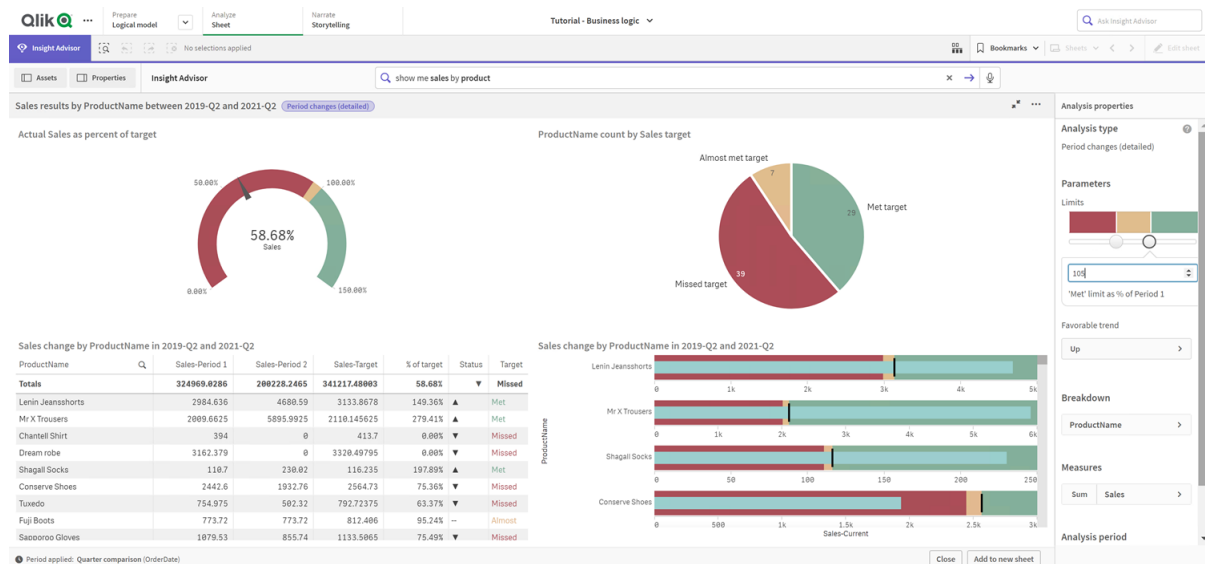 Qlik
Prepare
Logical model
Analyze
Sheet
Narrate
Storytelling
Tutorial - Business logic
Ask Insight Advisor
Insight Advisor
No selections applied
Bookmarks
Sheets
Edit sheet
Assets
Properties
Insight Advisor
show me sales by product
Sales results by ProductName between 2019-Q2 and 2021-Q2 Period changes (detailed)
Actual Sales as percent of target
50.00% 100.00%
58.68%
Sales
0.00% 150.00%
ProductName count by Sales target
Almost met target
7
29 Met target
39
Missed target
Sales change by ProductName in 2019-Q2 and 2021-Q2
ProductName Sales-Period 1 Sales-Period 2 Sales-Target % of target Status Target
Totals 324969.0286 200228.2465 341217.48003 58.68% ▼ Missed
Lenin Jeansshorts 2984.636 4680.59 3133.8678 149.36% ▲ Met
Mr X Trousers 2009.6625 5895.9925 2110.145625 279.41% ▲ Met
Chantell Shirt 394 0 413.7 0.00% ▼ Missed
Dream robe 3162.379 0 3320.49795 0.00% ▼ Missed
Shagall Socks 110.7 230.02 116.235 197.89% ▲ Met
Conserve Shoes 2442.6 1932.76 2564.73 75.36% ▼ Missed
Tuxedo 754.975 502.32 792.72375 63.37% ▼ Missed
Fuji Boots 773.72 773.72 812.406 95.24% -- Almost
Sapporoo Gloves 1079.53 855.74 1133.5065 75.49% ▼ Missed
Sales change by ProductName in 2019-Q2 and 2021-Q2
ProductName
Lenin Jeansshorts
0 1k 2k 3k 4k 5k
Mr X Trousers
0 1k 2k 3k 4k 5k 6k
Shagall Socks
0 50 100 150 200 250
Conserve Shoes
0 500 1k 1.5k 2k 2.5k 3k
Sales-Current
Analysis properties
Analysis type
Period changes (detailed)
Parameters
Limits
105
'Met' limit as % of Period 1
Favorable trend
Up
Breakdown
ProductName
Measures
Sum Sales
Analysis period
Period applied: Quarter comparison (OrderDate)
Close
Add to new sheet